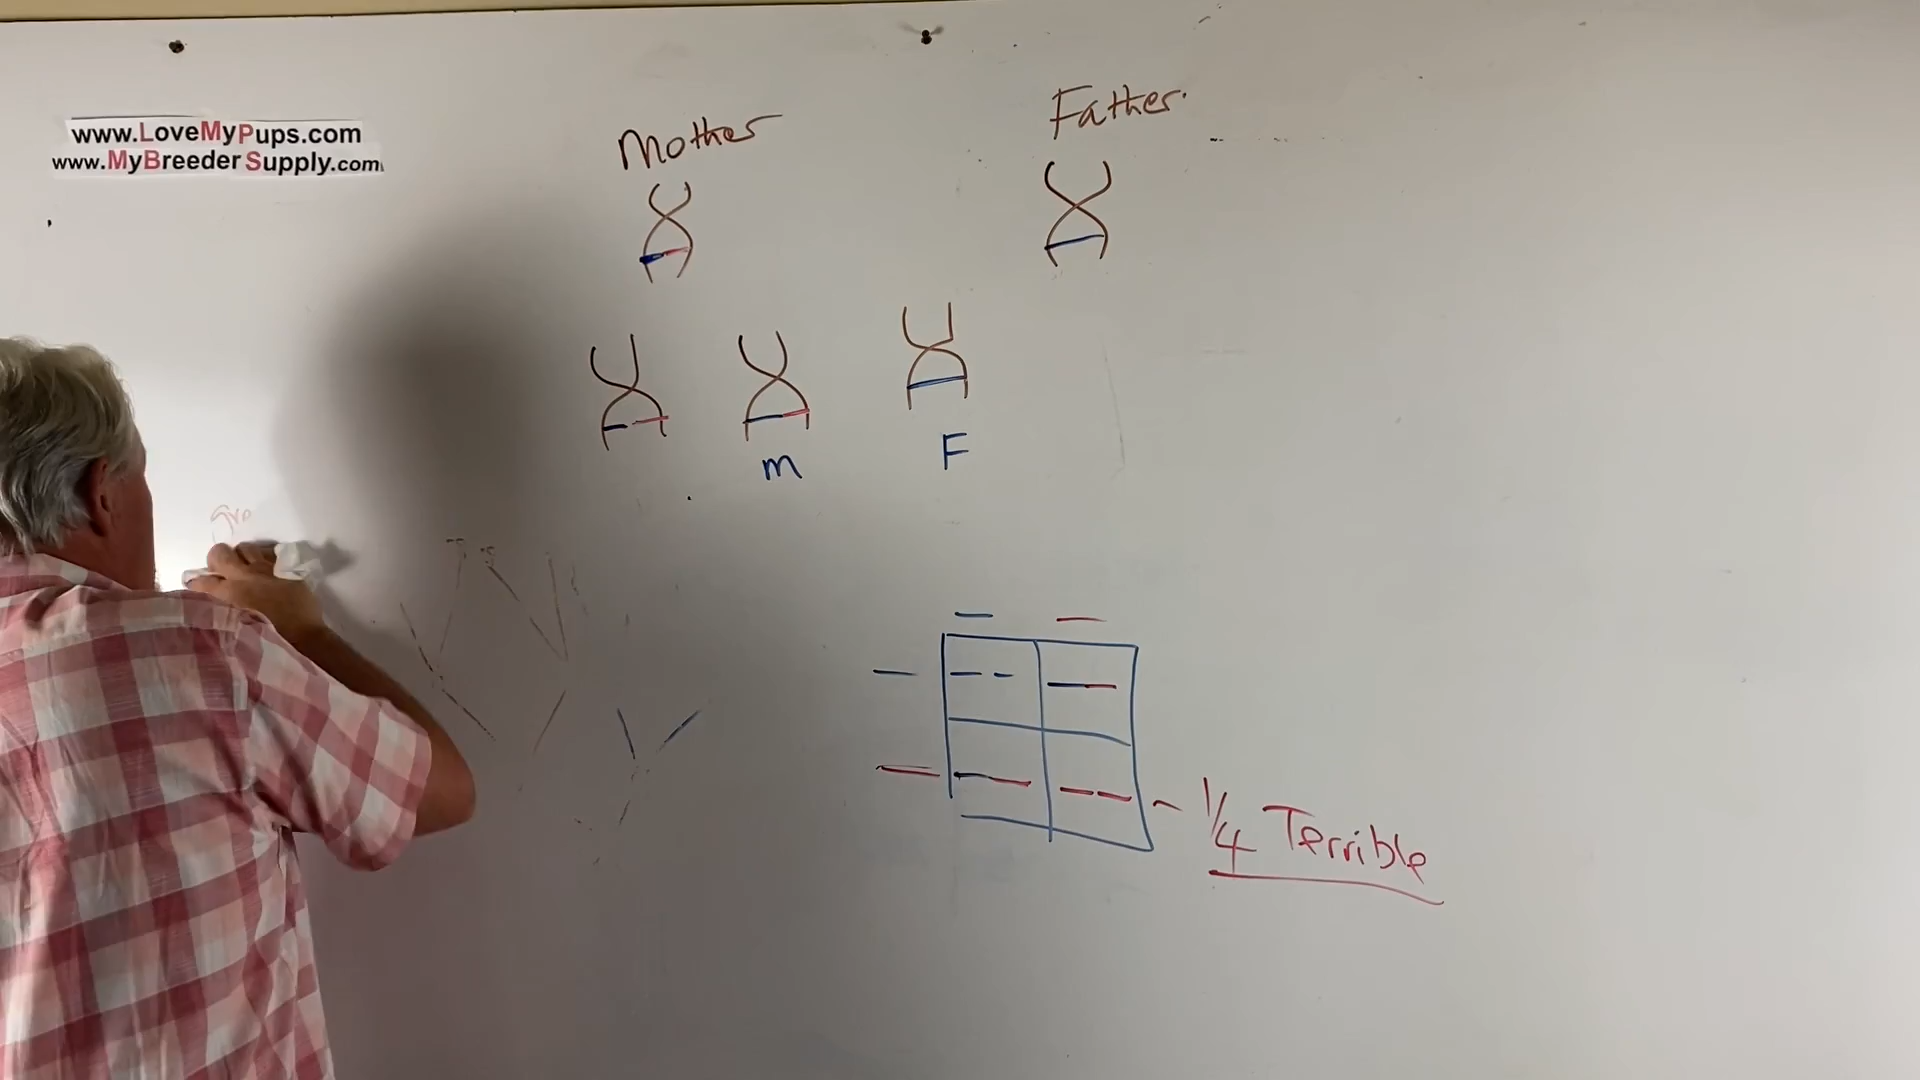 www.LoveMyPups.com
www.MyBreederSupply.com
Mother
Father
m
F
1/4 Terrible